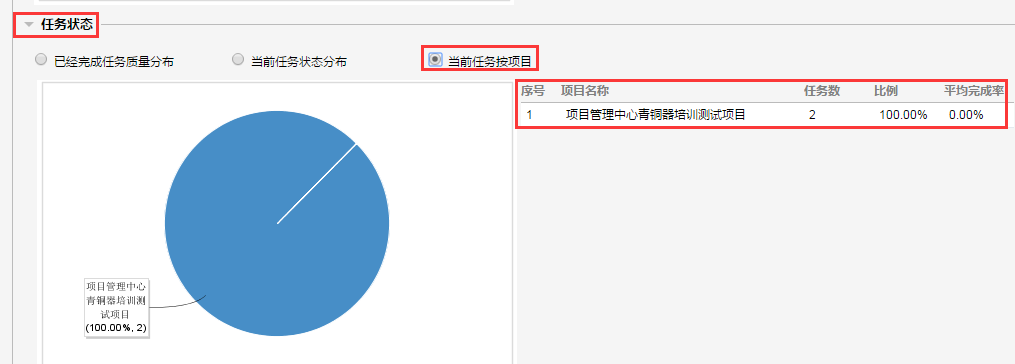 任务状态
已经完成任务质量分布 当前任务状态分布 当前任务按项目
序号 项目名称 任务数 比例 平均完成率
1 项目管理中心青铜器培训测试项目 2 100.00% 0.00%
项目管理中心
青铜器培训测
试项目
(100.00%, 2)